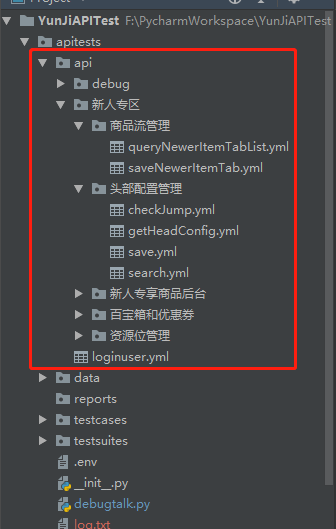 Project
YunJiAPITest F:\PycharmWorkspace\YunJiAPITest
apitests
api
debug
新人专区
商品流管理
queryNewerItemTabList.yml
saveNewerItemTab.yml
头部配置管理
checkJump.yml
getHeadConfig.yml
save.yml
search.yml
新人专享商品后台
百宝箱和优惠券
资源位管理
loginuser.yml
data
reports
testcases
testsuites
.env
__init__.py
debugtalk.py
log.txt